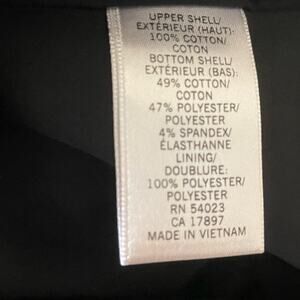 UPPER SHELL/
EXTÉRIEUR (HAUT):
100% COTTON/
COTON
BOTTOM SHELL/
EXTÉRIEUR (BAS):
49% COTTON/
COTON
47% POLYESTER/
POLYESTER
4% SPANDEX/
ÉLASTHANNE
LINING/
DOUBLURE:
100% POLYESTER/
POLYESTER
RN 54023
CA 17897
MADE IN VIETNAM